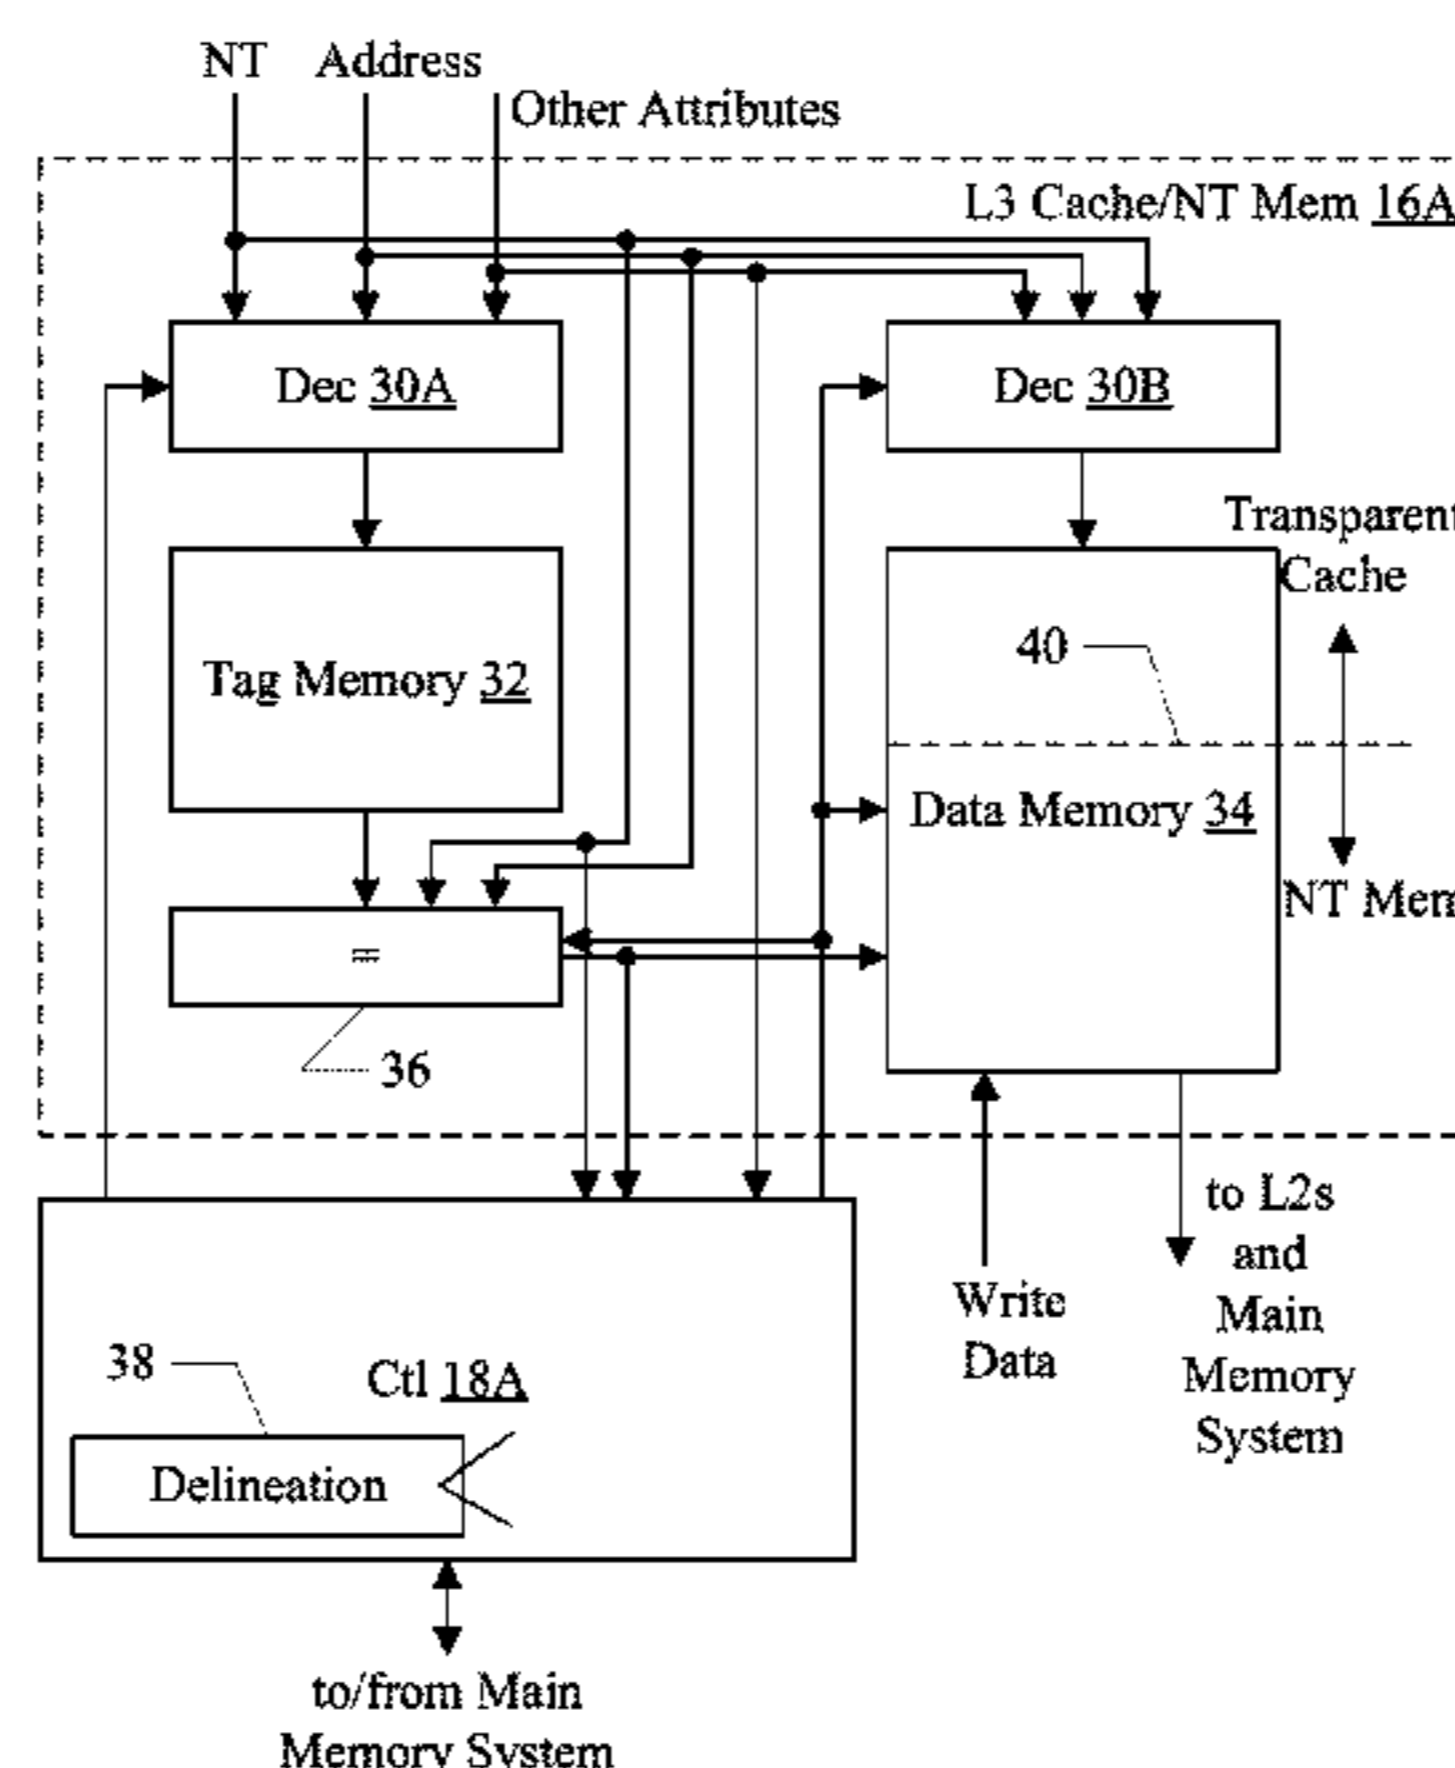 NT Address
Other Attributes
L3 Cache/NT Mem 16A
Dec 30A
Dec 30B
Transparent
Cache
40
Tag Memory 32
Data Memory 34
NT Mem
=
36
to L2s
and
Main
Memory
System
Write
Data
38
Ctl 18A
Delineation
to/from Main
Memory System